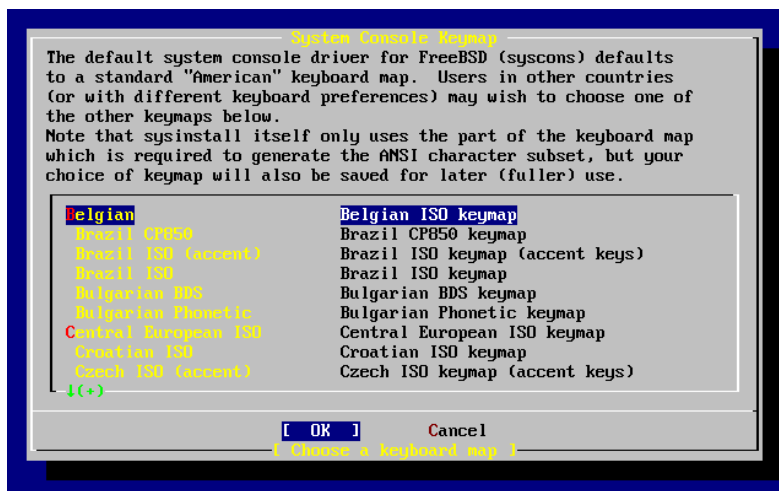 System Console Keymap
The default system console driver for FreeBSD (syscons) defaults
to a standard "American" keyboard map.  Users in other countries
(or with different keyboard preferences) may wish to choose one of
the other keymaps below.
Note that sysinstall itself only uses the part of the keyboard map
which is required to generate the ANSI character subset, but your
choice of keymap will also be saved for later (fuller) use.
Belgian Belgian ISO keymap
Brazil CP850 Brazil CP850 keymap
Brazil ISO (accent) Brazil ISO keymap (accent keys)
Brazil ISO Brazil ISO keymap
Bulgarian BDS Bulgarian BDS keymap
Bulgarian Phonetic Bulgarian Phonetic keymap
Central European ISO Central European ISO keymap
Croatian ISO Croatian ISO keymap
Czech ISO (accent) Czech ISO keymap (accent keys)
↓(+)
[ OK ] Cancel
[ Choose a keyboard map ]